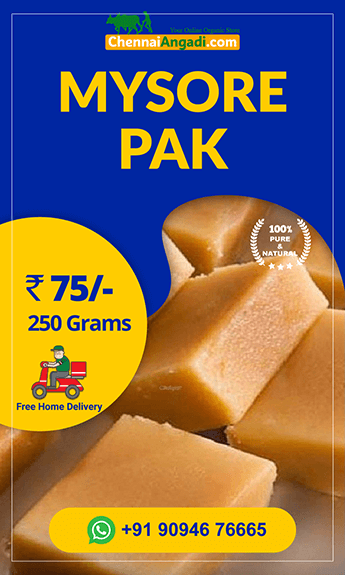 Your Online Organic Store
ChennaiAngadi.com
MYSORE
PAK
100%
PURE
&
NATURAL
₹ 75/-
250 Grams
Free Home Delivery
+91 90946 76665